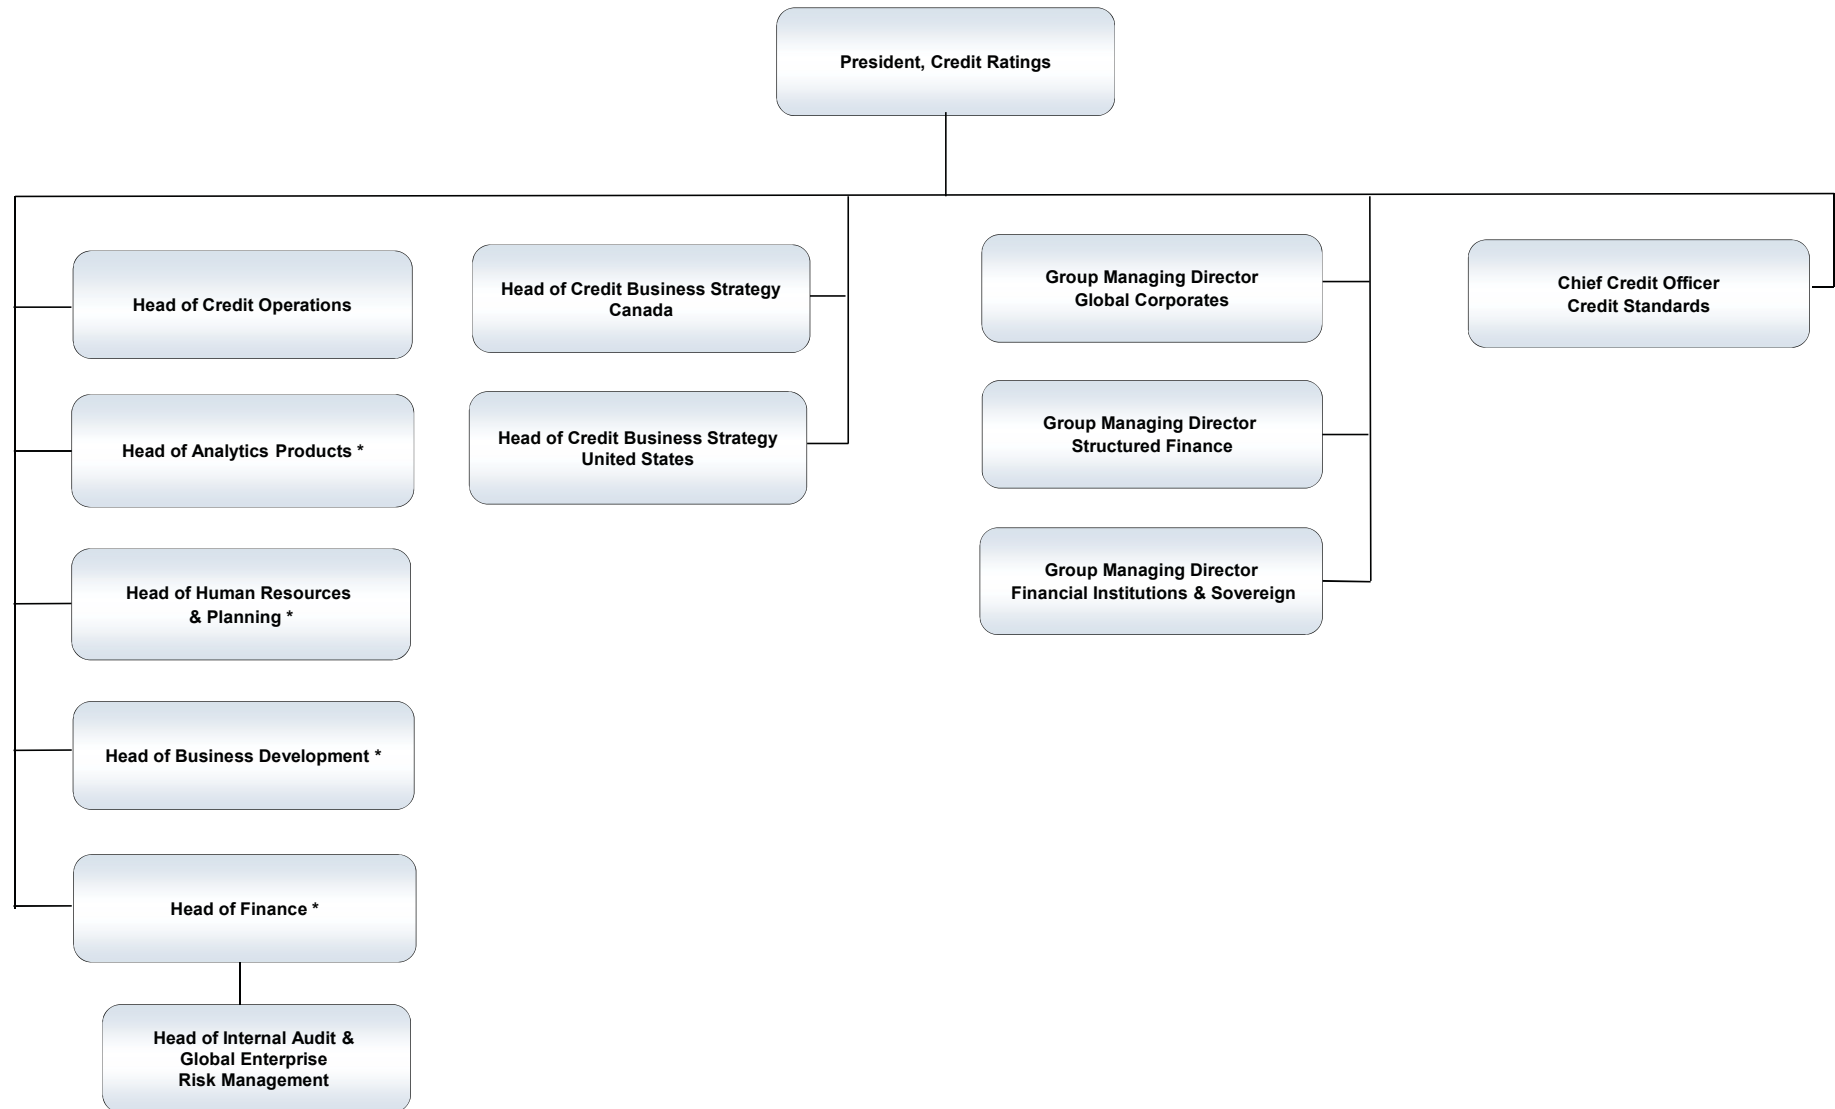 President, Credit Ratings
Head of Credit Operations
Head of Analytics Products *
Head of Human Resources
& Planning *
Head of Business Development *
Head of Finance *
Head of Internal Audit &
Global Enterprise
Risk Management
Head of Credit Business Strategy
Canada
Head of Credit Business Strategy
United States
Group Managing Director
Global Corporates
Group Managing Director
Structured Finance
Group Managing Director
Financial Institutions & Sovereign
Chief Credit Officer
Credit Standards